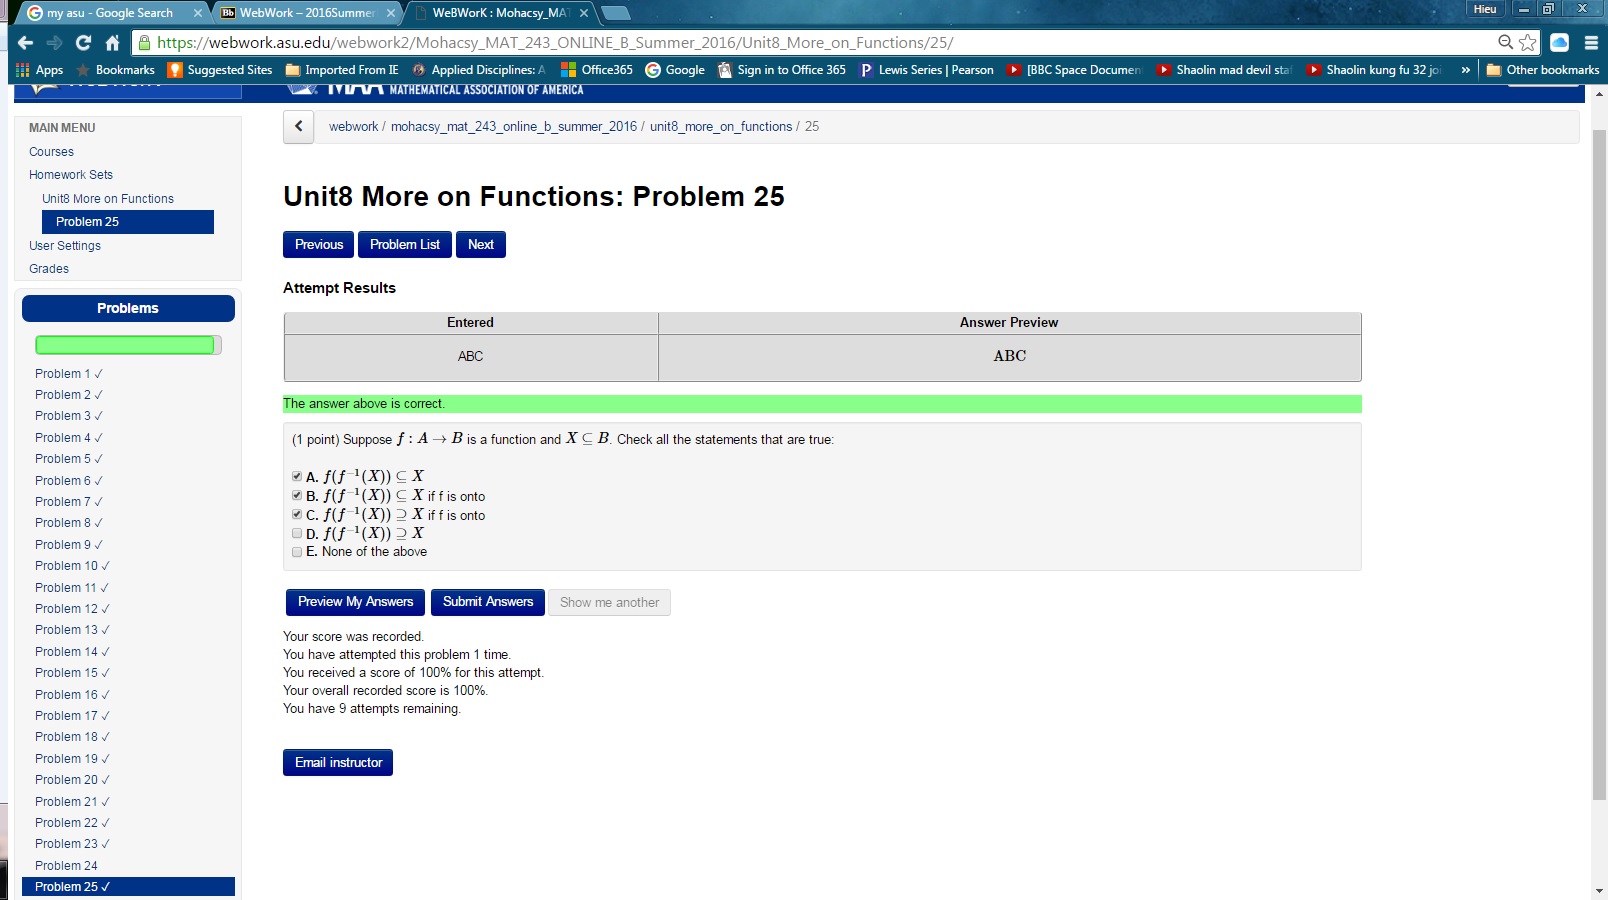 my asu - Google Search
Bb WebWork – 2016Summer
WeBWorK : Mohacsy_MAT
Hieu
https://webwork.asu.edu/webwork2/Mohacsy_MAT_243_ONLINE_B_Summer_2016/Unit8_More_on_Functions/25/
Apps Bookmarks Suggested Sites Imported From IE Applied Disciplines: A Office365 Google Sign in to Office 365 Lewis Series | Pearson [BBC Space Documen Shaolin mad devil staf Shaolin kung fu 32 joi » Other bookmarks
MAA MATHEMATICAL ASSOCIATION OF AMERICA
MAIN MENU
Courses
Homework Sets
Unit8 More on Functions
Problem 25
User Settings
Grades
Problems
Problem 1 ✓
Problem 2 ✓
Problem 3 ✓
Problem 4 ✓
Problem 5 ✓
Problem 6 ✓
Problem 7 ✓
Problem 8 ✓
Problem 9 ✓
Problem 10 ✓
Problem 11 ✓
Problem 12 ✓
Problem 13 ✓
Problem 14 ✓
Problem 15 ✓
Problem 16 ✓
Problem 17 ✓
Problem 18 ✓
Problem 19 ✓
Problem 20 ✓
Problem 21 ✓
Problem 22 ✓
Problem 23 ✓
Problem 24
Problem 25 ✓
webwork / mohacsy_mat_243_online_b_summer_2016 / unit8_more_on_functions / 25
Unit8 More on Functions: Problem 25
Previous Problem List Next
Attempt Results
Entered Answer Preview
ABC ABC
The answer above is correct.
(1 point) Suppose f : A → B is a function and X ⊆ B. Check all the statements that are true:
A. f(f⁻¹(X)) ⊆ X
B. f(f⁻¹(X)) ⊆ X if f is onto
C. f(f⁻¹(X)) ⊇ X if f is onto
D. f(f⁻¹(X)) ⊇ X
E. None of the above
Preview My Answers Submit Answers Show me another
Your score was recorded.
You have attempted this problem 1 time.
You received a score of 100% for this attempt.
Your overall recorded score is 100%.
You have 9 attempts remaining.
Email instructor